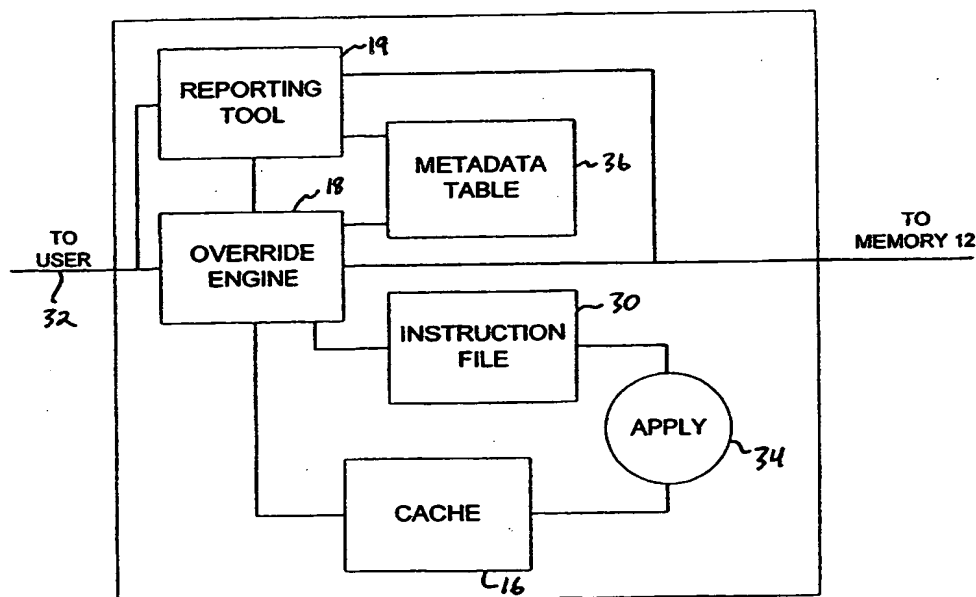 19
REPORTING
TOOL
METADATA
TABLE
36
18
TO
USER
32
OVERRIDE
ENGINE
TO
MEMORY 12
30
INSTRUCTION
FILE
APPLY
34
CACHE
16